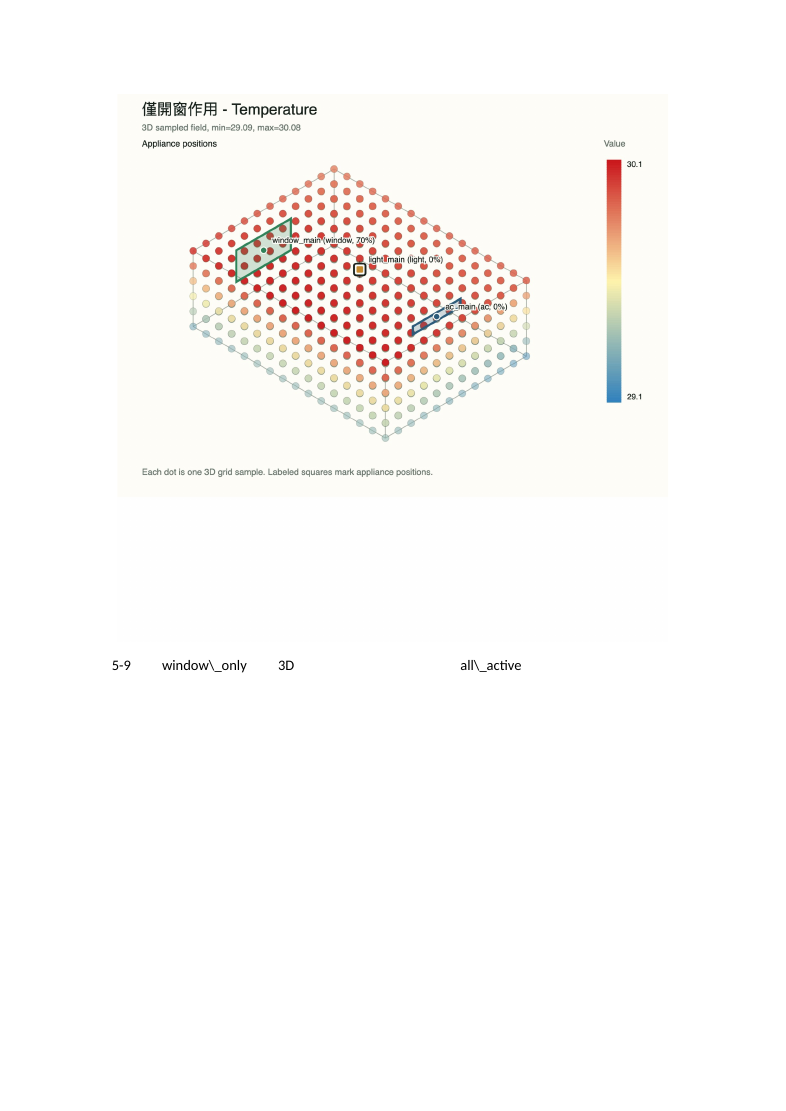 僅開窗作用 - Temperature
3D sampled field, min=29.09, max=30.08
Appliance positions
Value
30.1
window_main (window, 70%)
light_main (light, 0%)
ac_main (ac, 0%)
29.1
Each dot is one 3D grid sample. Labeled squares mark appliance positions.
5-9 window\_only 3D all\_active